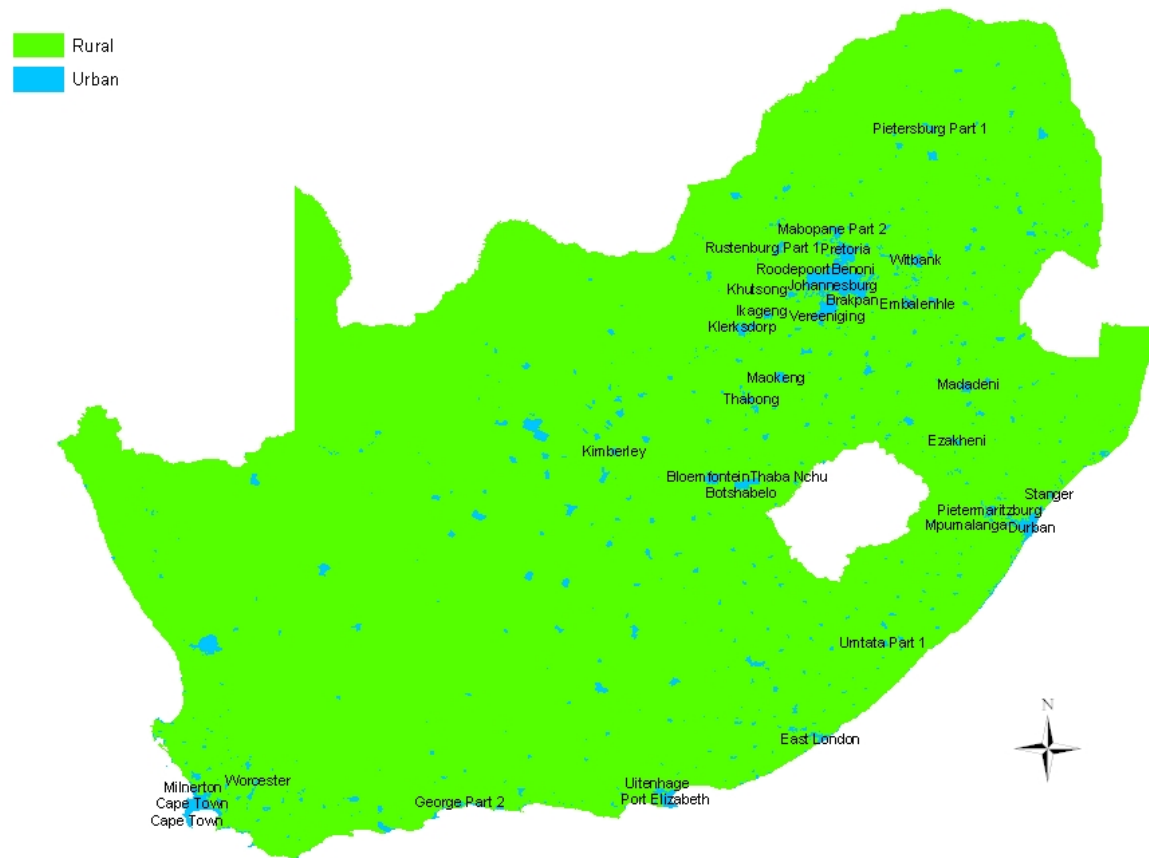 Rural
Urban
Pietersburg Part 1
Mabopane Part 2
Rustenburg Part 1
Pretoria
Witbank
Roodepoort
Benoni
Johannesburg
Khutsong
Brakpan
Embalenhle
Ikageng
Vereeniging
Klerksdorp
Maokeng
Madadeni
Thabong
Ezakheni
Kimberley
Bloemfontein
Thaba Nchu
Botshabelo
Stanger
Pietermaritzburg
Mpumalanga
Durban
Umtata Part 1
N
East London
Uitenhage
Worcester
Milnerton
Port Elizabeth
George Part 2
Cape Town
Cape Town